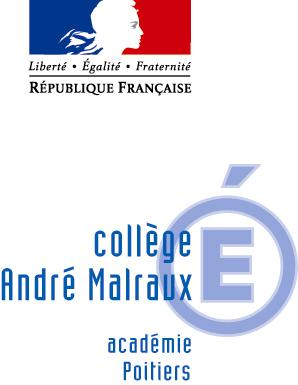 Liberté • Égalité • Fraternité
RÉPUBLIQUE FRANÇAISE
collège
André Malraux
É
académie
Poitiers